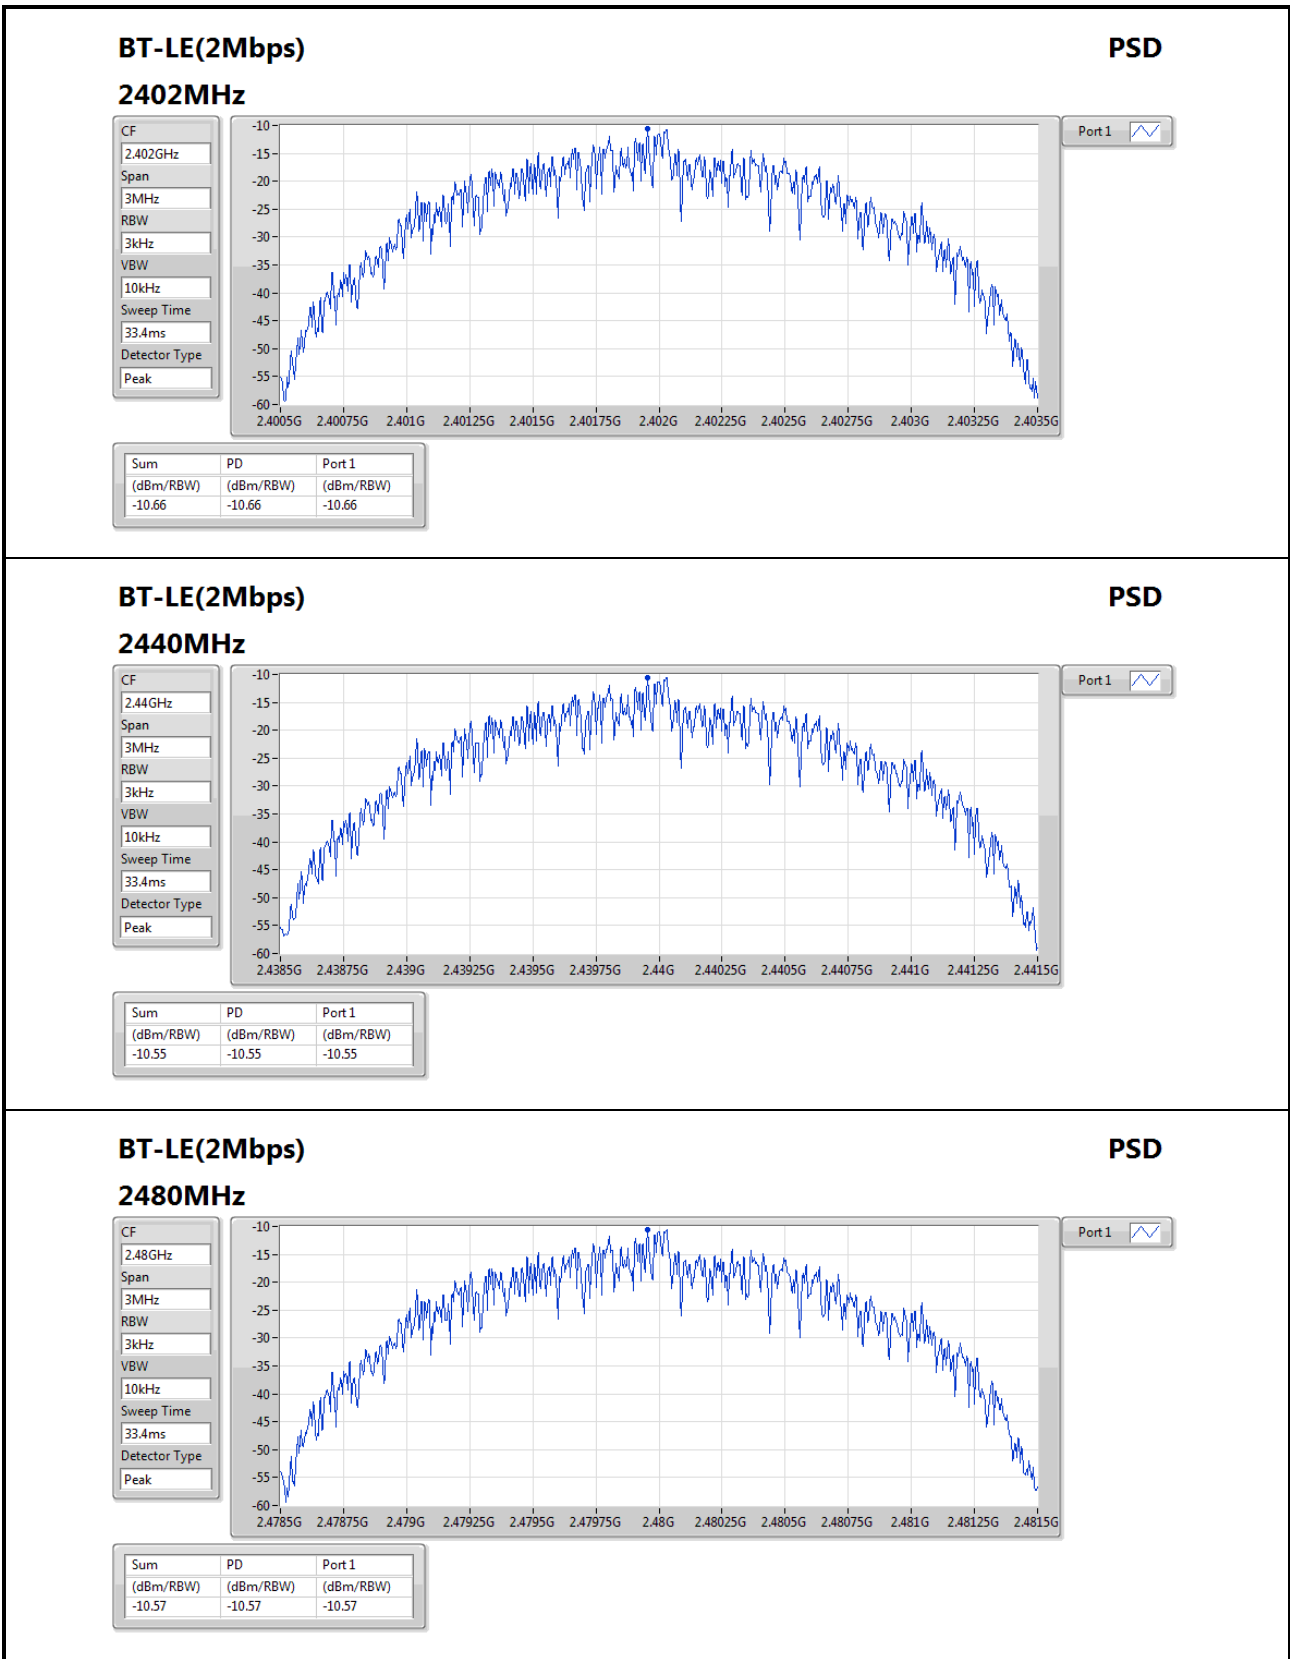 BT-LE(2Mbps) PSD
2402MHz
CF
2.402GHz
Span
3MHz
RBW
3kHz
VBW
10kHz
Sweep Time
33.4ms
Detector Type
Peak
-10
-15
-20
-25
-30
-35
-40
-45
-50
-55
-60
2.4005G 2.40075G 2.401G 2.40125G 2.4015G 2.40175G 2.402G 2.40225G 2.4025G 2.40275G 2.403G 2.40325G 2.4035G
Port 1
Sum PD Port 1
(dBm/RBW) (dBm/RBW) (dBm/RBW)
-10.66 -10.66 -10.66
BT-LE(2Mbps) PSD
2440MHz
CF
2.44GHz
Span
3MHz
RBW
3kHz
VBW
10kHz
Sweep Time
33.4ms
Detector Type
Peak
-10
-15
-20
-25
-30
-35
-40
-45
-50
-55
-60
2.4385G 2.43875G 2.439G 2.43925G 2.4395G 2.43975G 2.44G 2.44025G 2.4405G 2.44075G 2.441G 2.44125G 2.4415G
Port 1
Sum PD Port 1
(dBm/RBW) (dBm/RBW) (dBm/RBW)
-10.55 -10.55 -10.55
BT-LE(2Mbps) PSD
2480MHz
CF
2.48GHz
Span
3MHz
RBW
3kHz
VBW
10kHz
Sweep Time
33.4ms
Detector Type
Peak
-10
-15
-20
-25
-30
-35
-40
-45
-50
-55
-60
2.4785G 2.47875G 2.479G 2.47925G 2.4795G 2.47975G 2.48G 2.48025G 2.4805G 2.48075G 2.481G 2.48125G 2.4815G
Port 1
Sum PD Port 1
(dBm/RBW) (dBm/RBW) (dBm/RBW)
-10.57 -10.57 -10.57